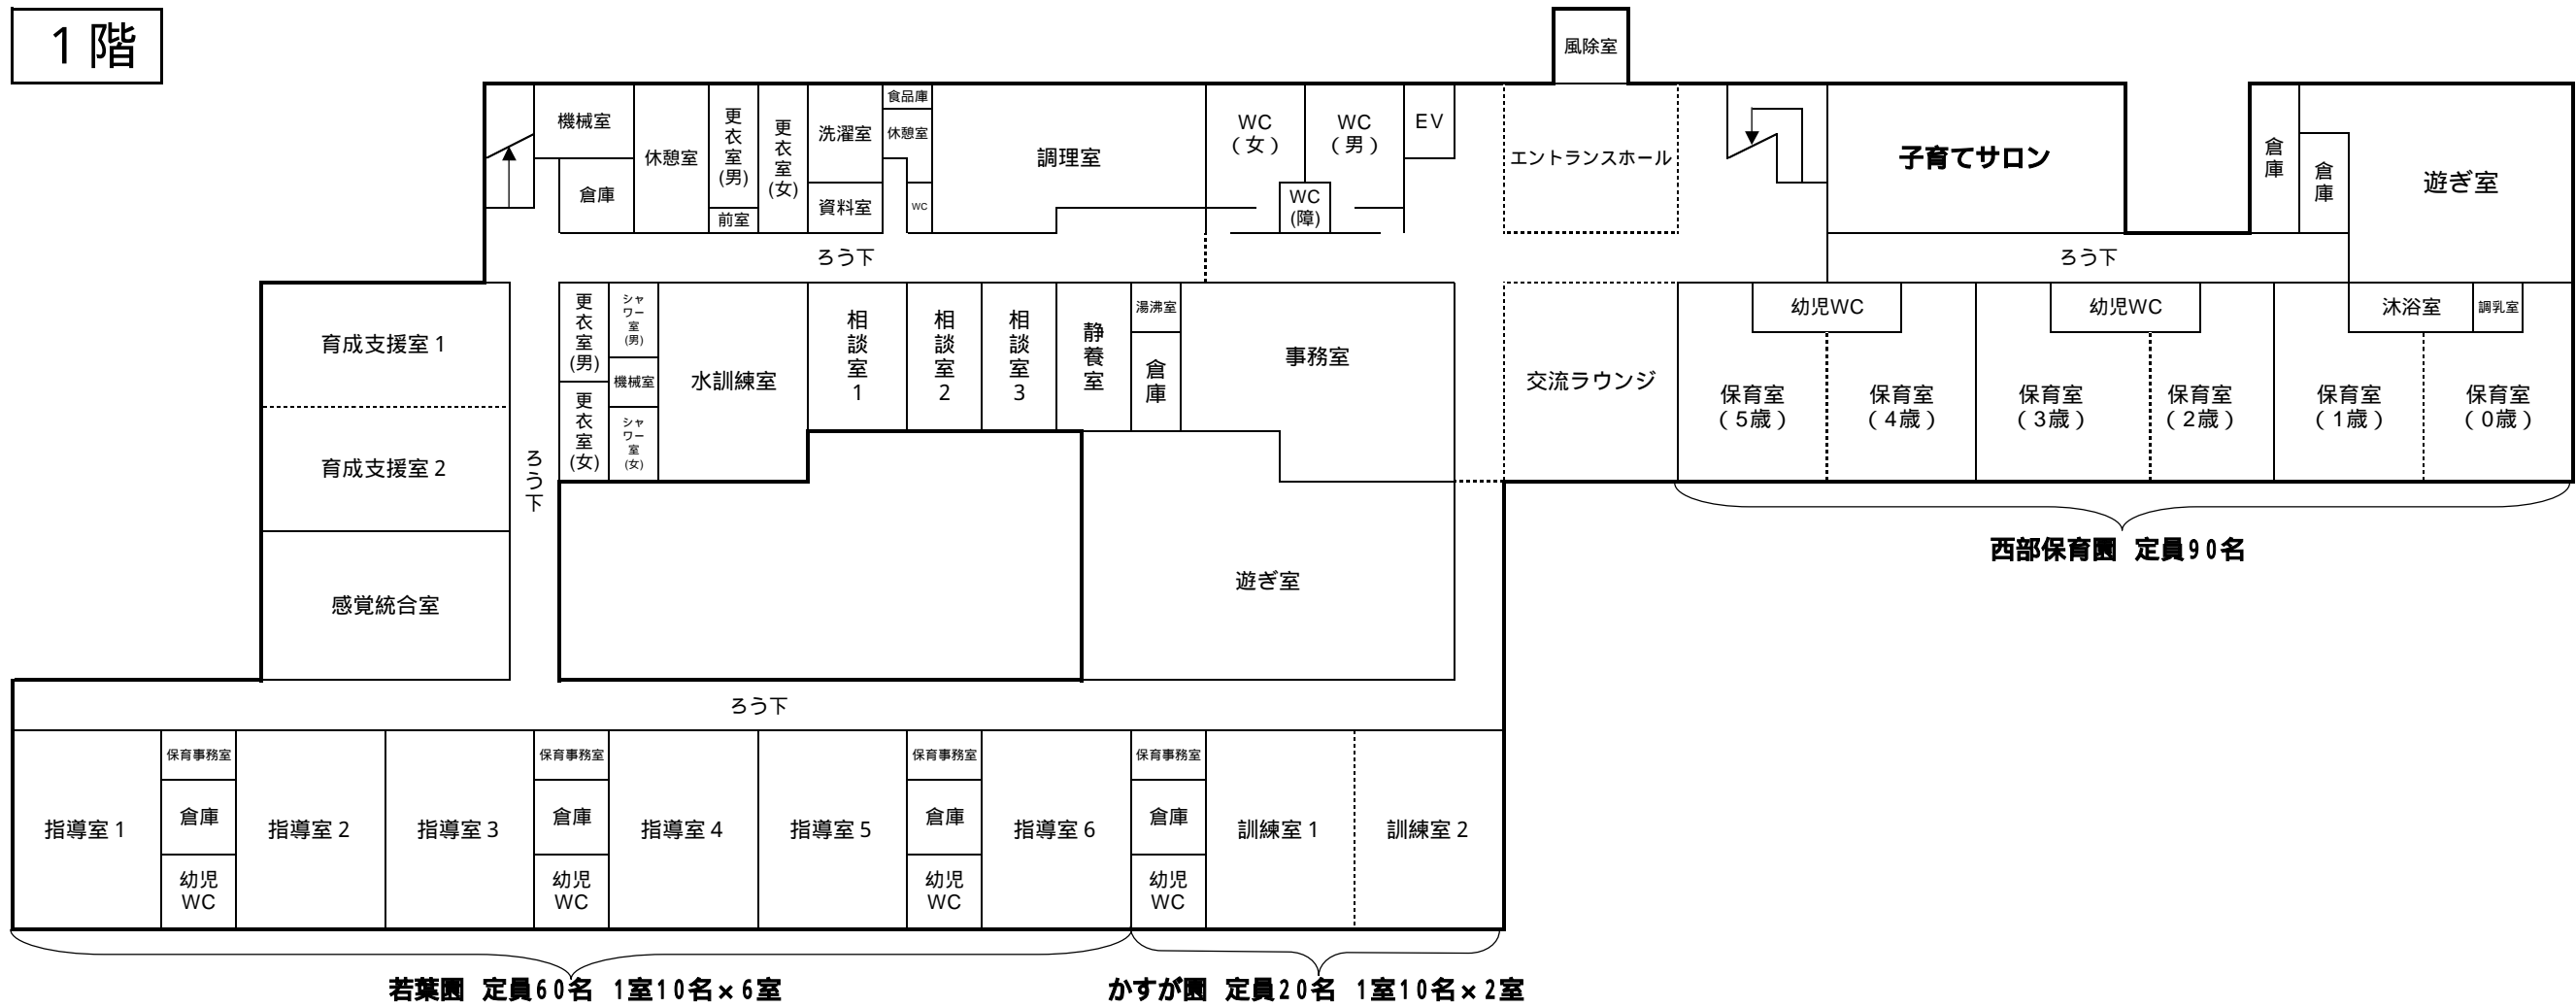 1階
風除室
機械室
倉庫
休憩室
更衣室(男)
前室
更衣室(女)
洗濯室
資料室
食品庫
休憩室
WC
調理室
WC
(女)
WC
(男)
WC
(障)
EV
エントランスホール
子育てサロン
倉庫
倉庫
遊ぎ室
ろう下
ろう下
育成支援室1
育成支援室2
感覚統合室
ろう下
更衣室(男)
更衣室(女)
シャワー室(男)
機械室
シャワー室(女)
水訓練室
相談室1
相談室2
相談室3
静養室
湯沸室
倉庫
事務室
交流ラウンジ
幼児WC
幼児WC
沐浴室
調乳室
保育室
(5歳)
保育室
(4歳)
保育室
(3歳)
保育室
(2歳)
保育室
(1歳)
保育室
(0歳)
西部保育園 定員90名
遊ぎ室
ろう下
指導室1
保育事務室
倉庫
幼児
WC
指導室2
指導室3
保育事務室
倉庫
幼児
WC
指導室4
指導室5
保育事務室
倉庫
幼児
WC
指導室6
保育事務室
倉庫
幼児
WC
訓練室1
訓練室2
若葉園 定員60名 1室10名×6室
かすが園 定員20名 1室10名×2室